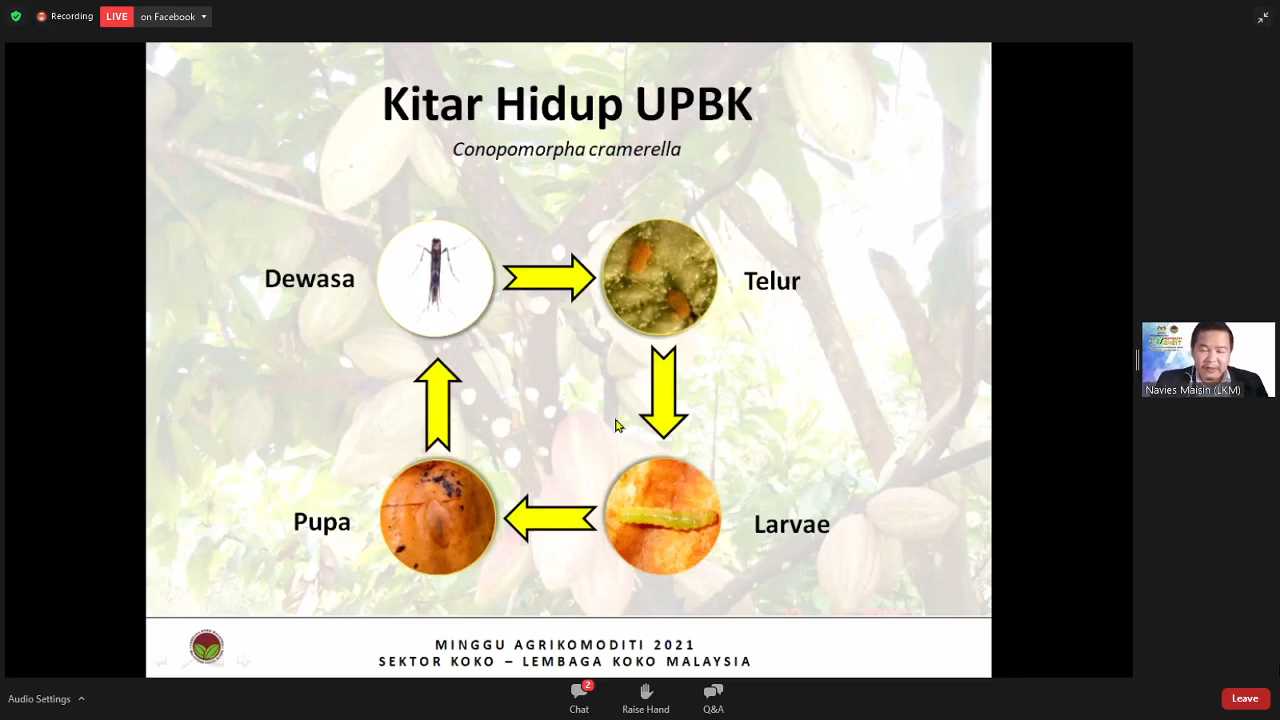 Recording
LIVE
on Facebook
Kitar Hidup UPBK
Conopomorpha cramerella
Dewasa
Telur
Pupa
Larvae
Navies Maisin (LKM)
MINGGU AGRIKOMODITI 2021
SEKTOR KOKO – LEMBAGA KOKO MALAYSIA
Audio Settings
2
Chat
Raise Hand
Q&A
Leave